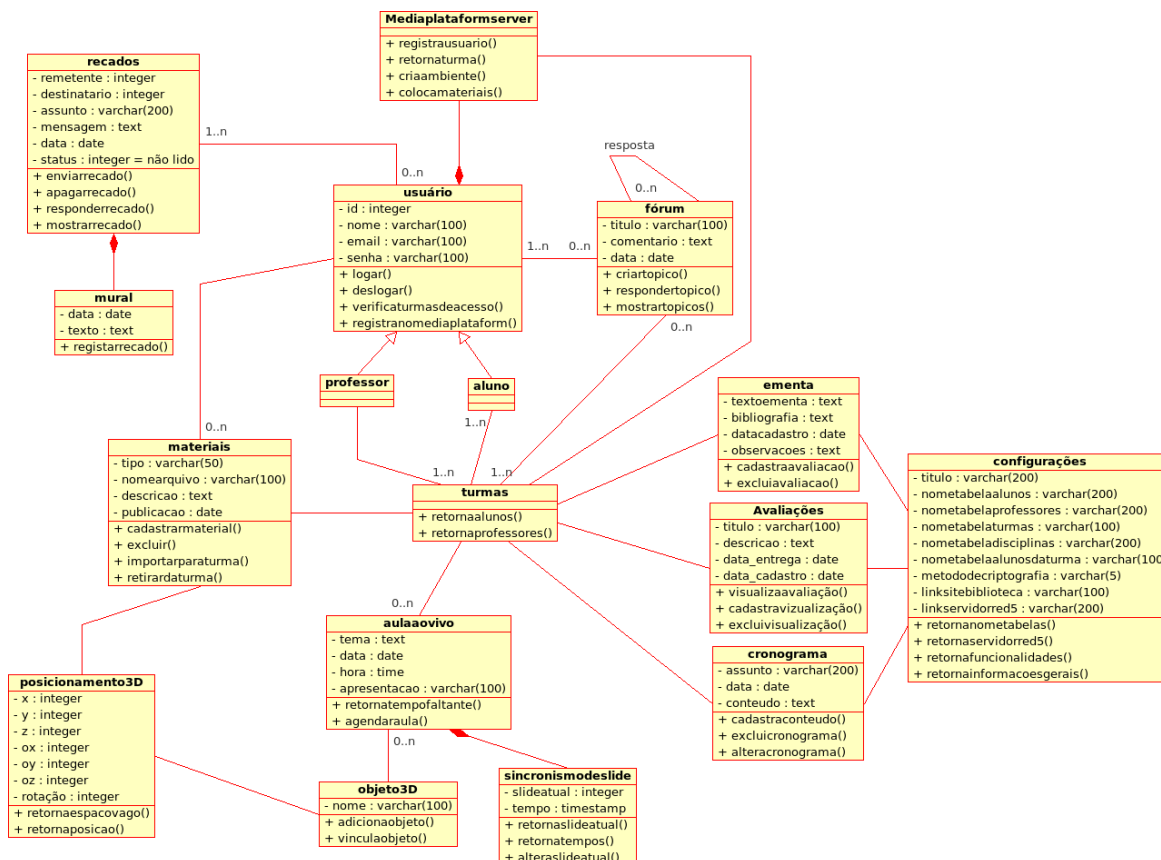 Mediaplataformserver
+ registrausuario()
+ retornaturma()
+ criaambiente()
+ colocamateriais()
recados
- remetente : integer
- destinatario : integer
- assunto : varchar(200)
- mensagem : text
- data : date
- status : integer = não lido
+ enviarrecado()
+ apagarrecado()
+ responderrecado()
+ mostrarrecado()
1..n
0..n
resposta
0..n
usuário
- id : integer
- nome : varchar(100)
- email : varchar(100)
- senha : varchar(100)
+ logar()
+ deslogar()
+ verificaturmasdeacesso()
+ registranomediaplataform()
1..n
0..n
fórum
- titulo : varchar(100)
- comentario : text
- data : date
+ criartopico()
+ respondertopico()
+ mostrartopicos()
0..n
mural
- data : date
- texto : text
+ registarrecado()
professor
aluno
1..n
1..n
1..n
0..n
materiais
- tipo : varchar(50)
- nomearquivo : varchar(100)
- descricao : text
- publicacao : date
+ cadastrarmaterial()
+ excluir()
+ importarparaturma()
+ retirardaturma()
turmas
+ retornaalunos()
+ retornaprofessores()
ementa
- textoementa : text
- bibliografia : text
- datacadastro : date
- observacoes : text
+ cadastraavaliacao()
+ excluiavaliacao()
Avaliações
- titulo : varchar(100)
- descricao : text
- data_entrega : date
- data_cadastro : date
+ visualizaavaliação()
+ cadastravizualização()
+ excluivisualização()
configurações
- titulo : varchar(200)
- nometabelaalunos : varchar(200)
- nometabelaprofessores : varchar(200)
- nometabelaturmas : varchar(100)
- nometabeladisciplinas : varchar(200)
- nometabelaalunosdaturma : varchar(100
- metododecriptografia : varchar(5)
- linksitebiblioteca : varchar(100)
- linkservidorred5 : varchar(200)
+ retornanometabelas()
+ retornaservidorred5()
+ retornafuncionalidades()
+ retornainformacoesgerais()
0..n
aulaaovivo
- tema : text
- data : date
- hora : time
- apresentacao : varchar(100)
+ retornatempofaltante()
+ agendaraula()
0..n
cronograma
- assunto : varchar(200)
- data : date
- conteudo : text
+ cadastraconteudo()
+ excluicronograma()
+ alteracronograma()
posicionamento3D
- x : integer
- y : integer
- z : integer
- ox : integer
- oy : integer
- oz : integer
- rotação : integer
+ retornaespacovago()
+ retornaposicao()
objeto3D
- nome : varchar(100)
+ adicionaobjeto()
+ vinculaobjeto()
sincronismodeslide
- slideatual : integer
- tempo : timestamp
+ retornaslideatual()
+ retornatempos()
+ alteraslideatual()